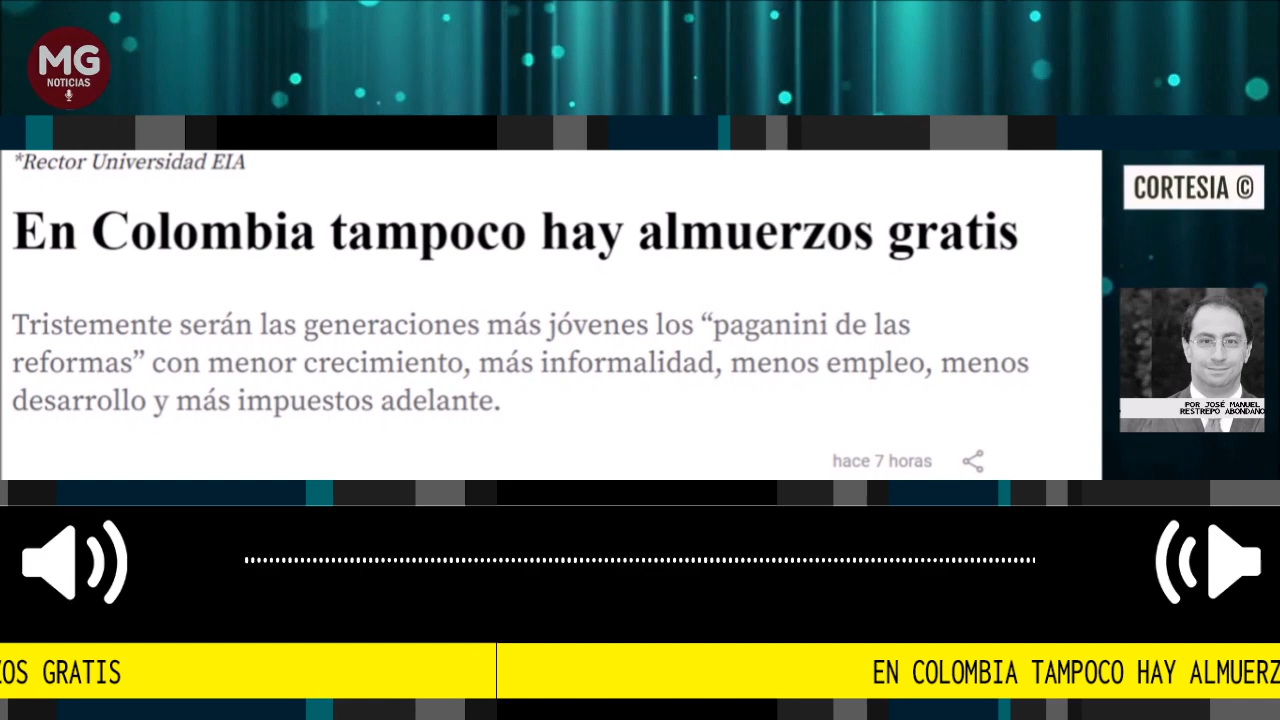 MG
NOTICIAS
*Rector Universidad EIA
En Colombia tampoco hay almuerzos gratis
Tristemente serán las generaciones más jóvenes los “paganini de las
reformas” con menor crecimiento, más informalidad, menos empleo, menos
desarrollo y más impuestos adelante.
hace 7 horas
CORTESIA ©
POR JOSÉ MANUEL
RESTREPO ABONDANO
ZOS GRATIS
EN COLOMBIA TAMPOCO HAY ALMUERZ